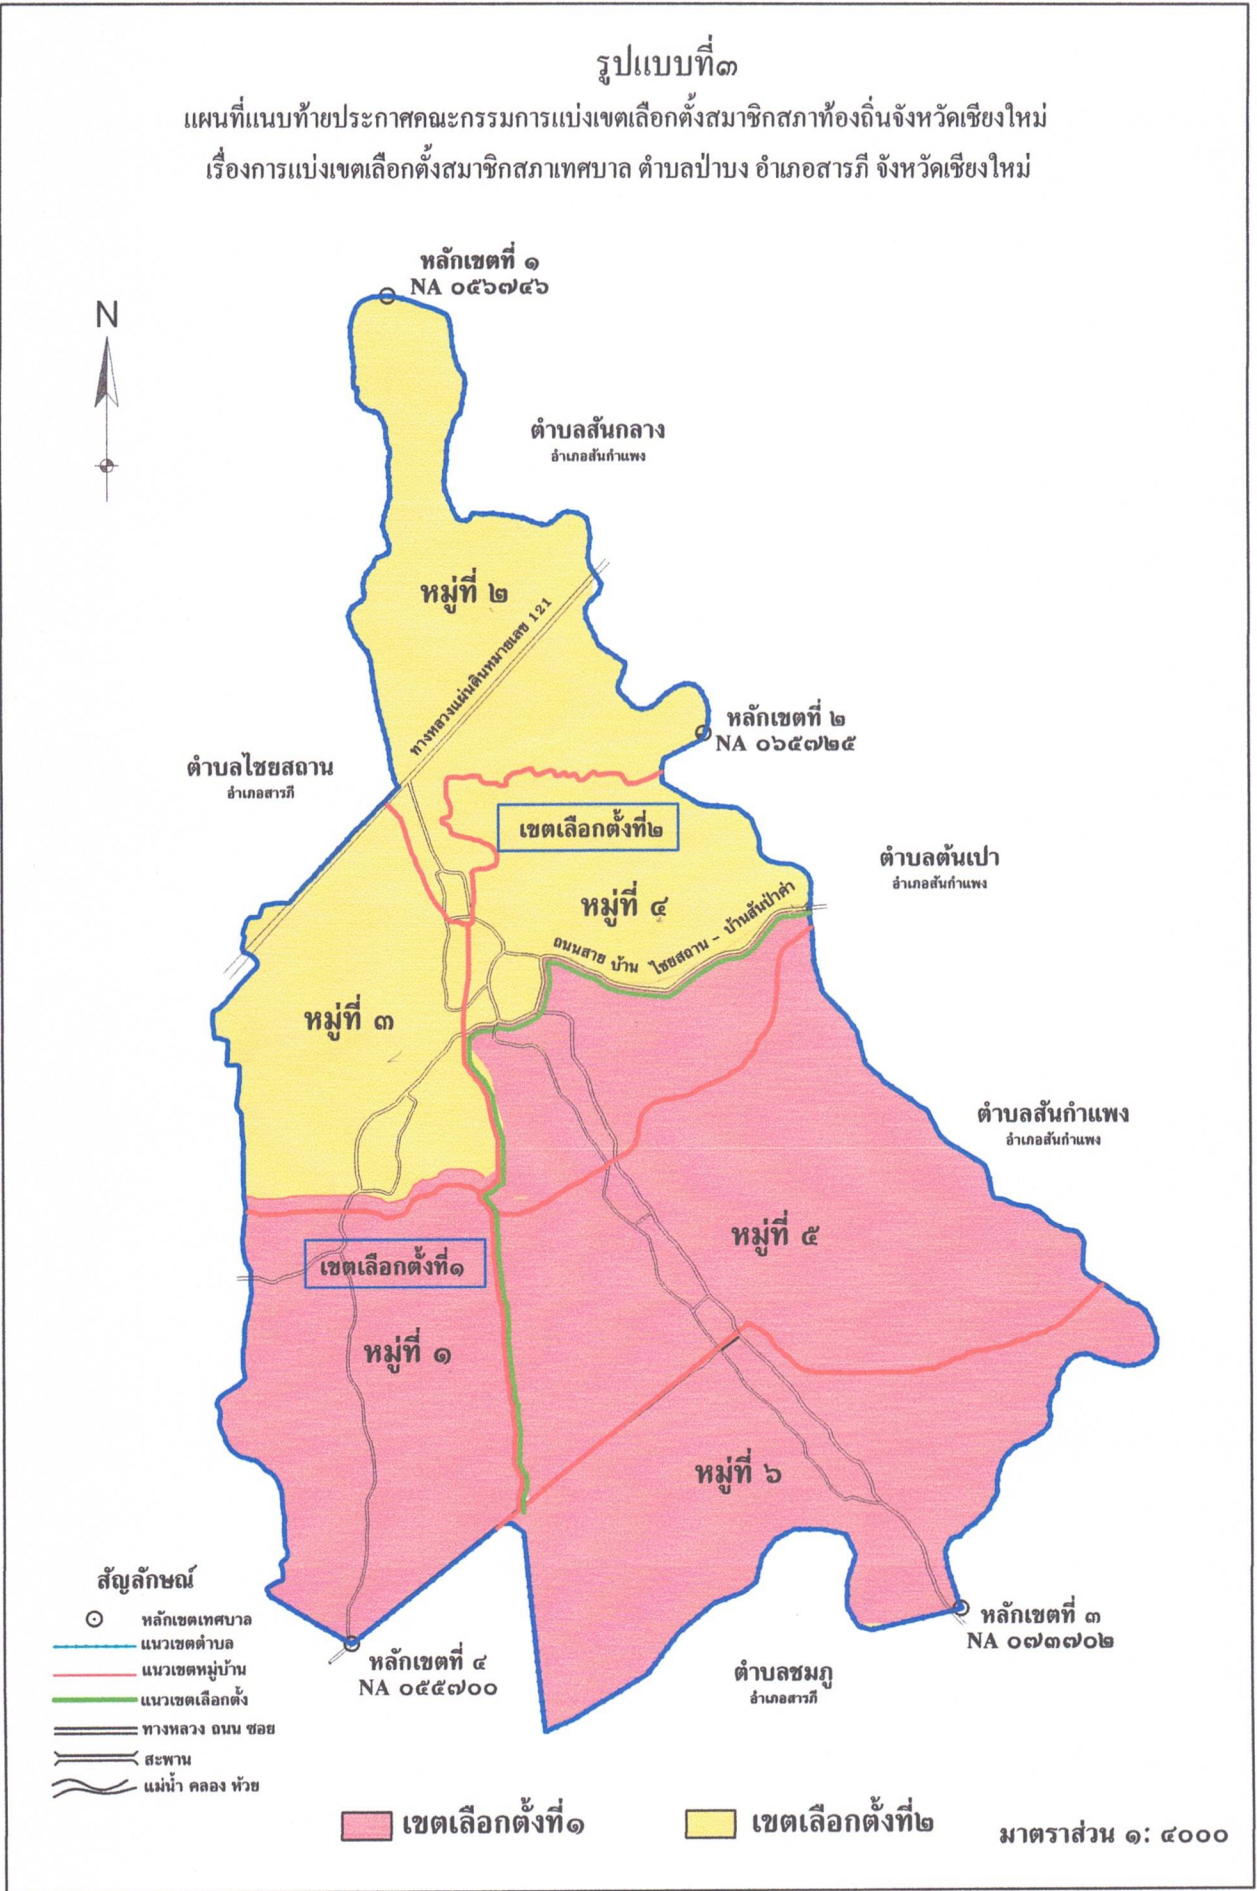 รูปแบบที่๓
แผนที่แนบท้ายประกาศคณะกรรมการแบ่งเขตเลือกตั้งสมาชิกสภาท้องถิ่นจังหวัดเชียงใหม่
เรื่องการแบ่งเขตเลือกตั้งสมาชิกสภาเทศบาล ตำบลป่าบง อำเภอสารภี จังหวัดเชียงใหม่
หลักเขตที่ ๑
NA ๐๕๖๗๔๖
N
ตำบลสันกลาง
อำเภอสันกำแพง
หมู่ที่ ๒
ทางหลวงแผ่นดินหมายเลข 121
หลักเขตที่ ๒
NA ๐๖๕๗๒๕
ตำบลไชยสถาน
อำเภอสารภี
เขตเลือกตั้งที่๒
ตำบลต้นเปา
อำเภอสันกำแพง
หมู่ที่ ๔
ถนนสาย บ้าน ไชยสถาน - บ้านสันป่าค่า
หมู่ที่ ๓
ตำบลสันกำแพง
อำเภอสันกำแพง
หมู่ที่ ๕
เขตเลือกตั้งที่๑
หมู่ที่ ๑
หมู่ที่ ๖
หลักเขตที่ ๓
NA ๐๗๓๗๐๒
หลักเขตที่ ๔
NA ๐๕๕๗๐๐
ตำบลชมภู
อำเภอสารภี
สัญลักษณ์
หลักเขตเทศบาล
แนวเขตตำบล
แนวเขตหมู่บ้าน
แนวเขตเลือกตั้ง
ทางหลวง ถนน ซอย
สะพาน
แม่น้ำ คลอง ห้วย
เขตเลือกตั้งที่๑
เขตเลือกตั้งที่๒
มาตราส่วน ๑: ๔๐๐๐